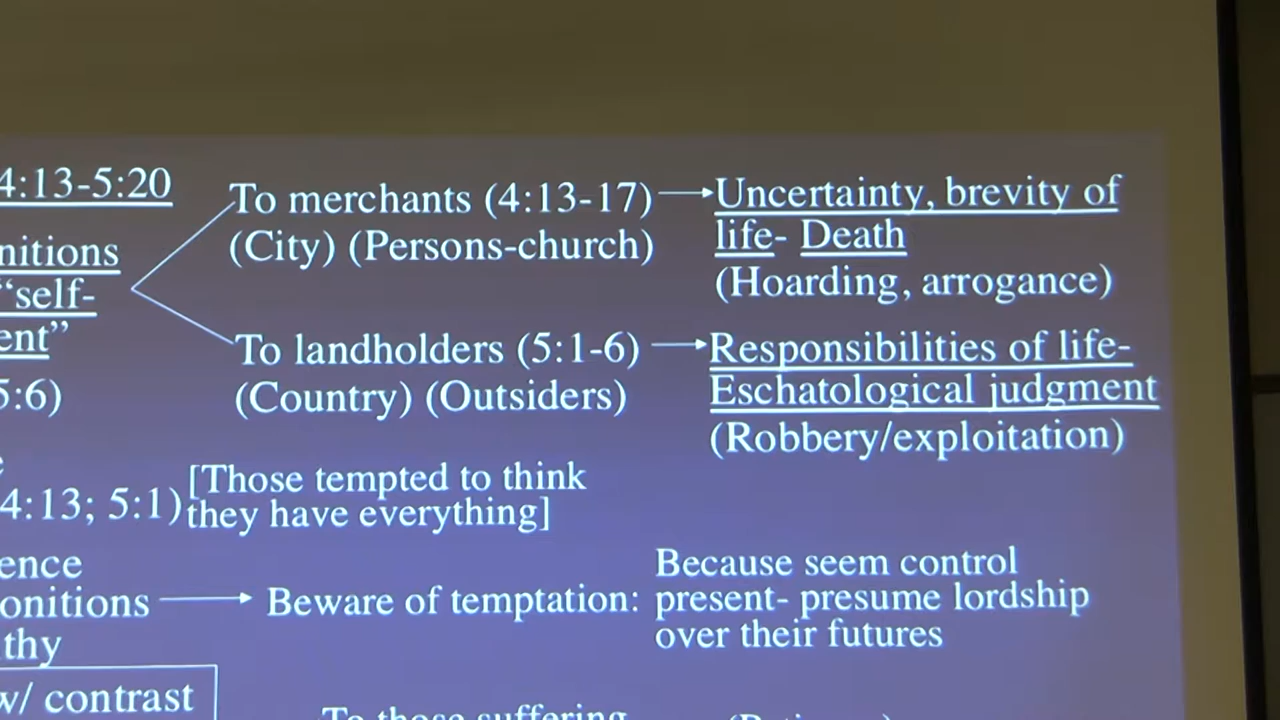 4:13-5:20
To merchants (4:13-17)
Uncertainty, brevity of
life- Death
(City) (Persons-church)
(Hoarding, arrogance)
nitions
“self-
ent”
5:6)
To landholders (5:1-6)
Responsibilities of life-
Eschatological judgment
(Country) (Outsiders)
(Robbery/exploitation)
4:13; 5:1)
[Those tempted to think
they have everything]
ence
onitions
thy
Beware of temptation:
Because seem control
present- presume lordship
over their futures
w/ contrast
To those suffering